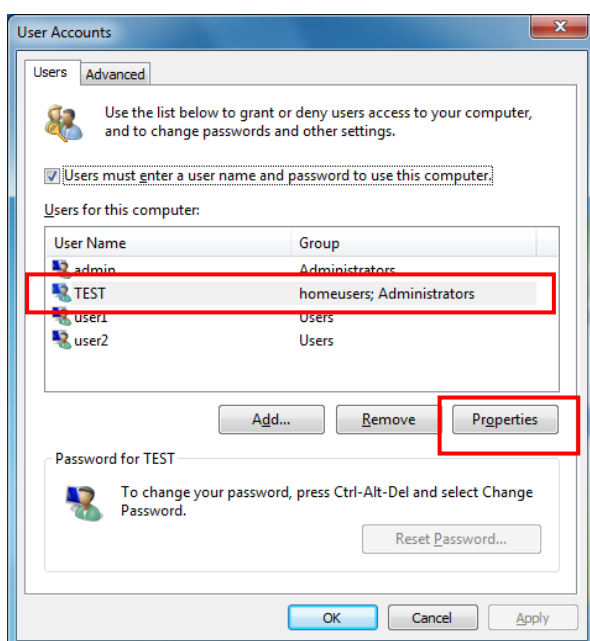 User Accounts
Users Advanced
Use the list below to grant or deny users access to your computer,
and to change passwords and other settings.
Users must enter a user name and password to use this computer.
Users for this computer:
User Name Group
admin Administrators
TEST homeusers; Administrators
user1 Users
user2 Users
Add... Remove Properties
Password for TEST
To change your password, press Ctrl-Alt-Del and select Change
Password.
Reset Password...
OK Cancel Apply